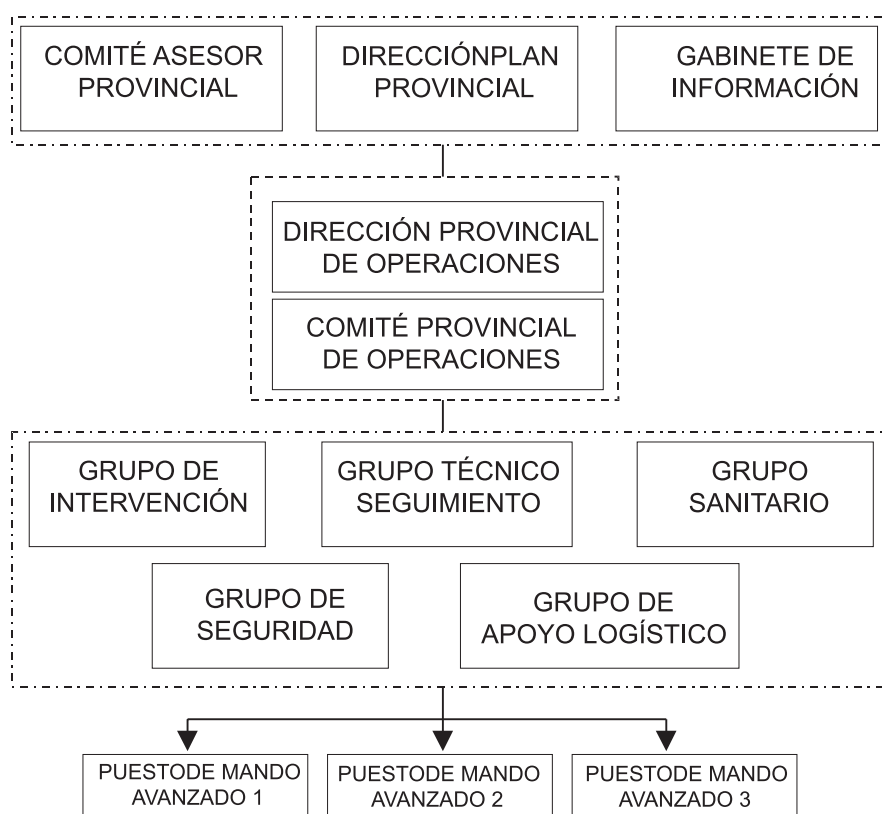 COMITÉ ASESOR
PROVINCIAL
DIRECCIÓNPLAN
PROVINCIAL
GABINETE DE
INFORMACIÓN
DIRECCIÓN PROVINCIAL
DE OPERACIONES
COMITÉ PROVINCIAL
DE OPERACIONES
GRUPO DE
INTERVENCIÓN
GRUPO TÉCNICO
SEGUIMIENTO
GRUPO
SANITARIO
GRUPO DE
SEGURIDAD
GRUPO DE
APOYO LOGÍSTICO
PUESTODE MANDO
AVANZADO 1
PUESTODE MANDO
AVANZADO 2
PUESTODE MANDO
AVANZADO 3